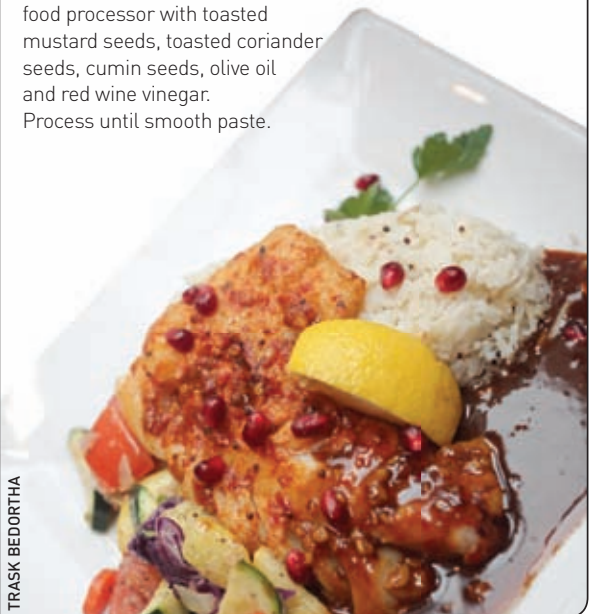 food processor with toasted
mustard seeds, toasted coriander
seeds, cumin seeds, olive oil
and red wine vinegar.
Process until smooth paste.
TRASK BEDORTHA